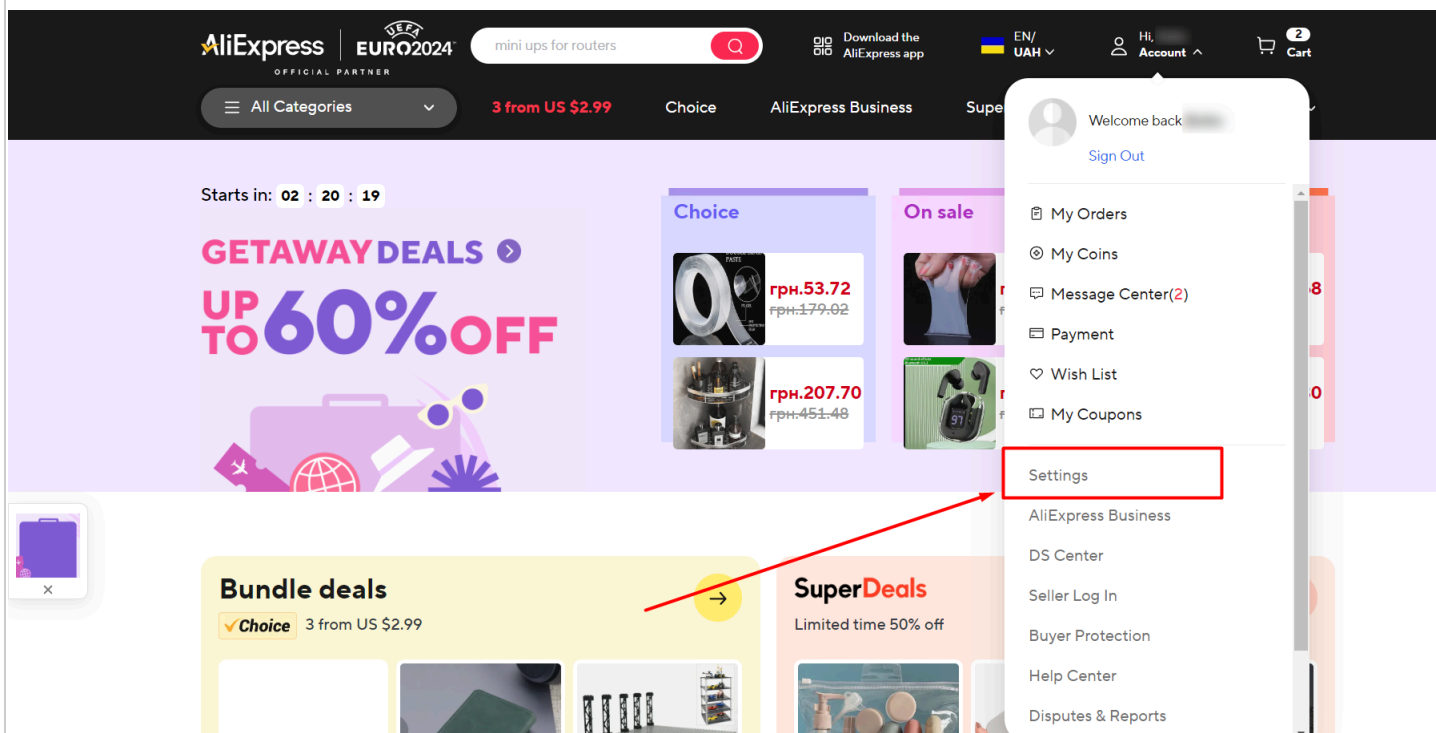 AliExpress
UEFA
EURO2024
OFFICIAL PARTNER
mini ups for routers
Download the
AliExpress app
EN/
UAH
Hi,
Account
2
Cart
All Categories
3 from US $2.99
Choice
AliExpress Business
Supe
Welcome back
Sign Out
My Orders
My Coins
Message Center(2)
Payment
Wish List
My Coupons
Settings
AliExpress Business
DS Center
Seller Log In
Buyer Protection
Help Center
Disputes & Reports
Starts in: 02 : 20 : 19
GETAWAY DEALS
UP TO 60% OFF
Choice
грн.53.72
грн.179.02
грн.207.70
грн.451.48
On sale
97
8
0
Bundle deals
Choice 3 from US $2.99
SuperDeals
Limited time 50% off